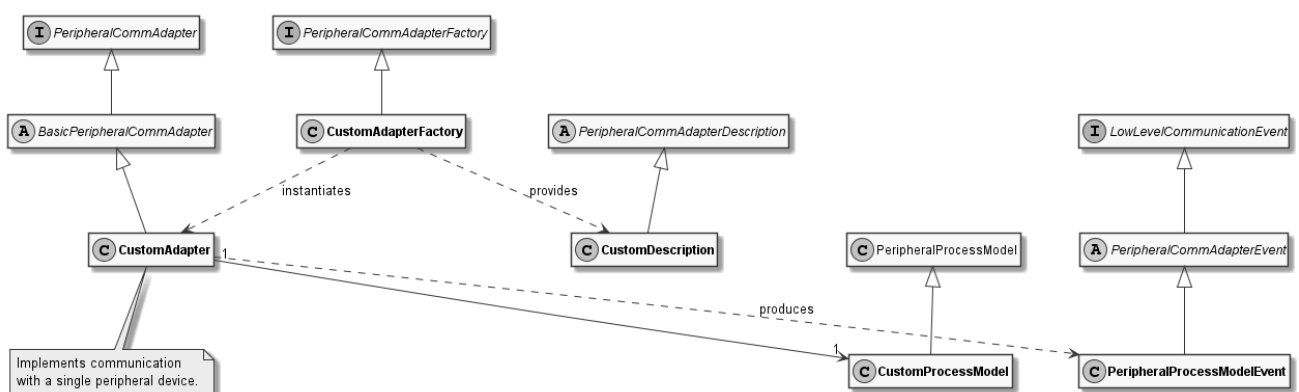 I PeripheralCommAdapter
I PeripheralCommAdapterFactory
A BasicPeripheralCommAdapter
C CustomAdapterFactory
A PeripheralCommAdapterDescription
I LowLevelCommunicationEvent
instantiates
provides
C CustomAdapter
1
C CustomDescription
C PeripheralProcessModel
A PeripheralCommAdapterEvent
produces
1
Implements communication
with a single peripheral device.
C CustomProcessModel
C PeripheralProcessModelEvent